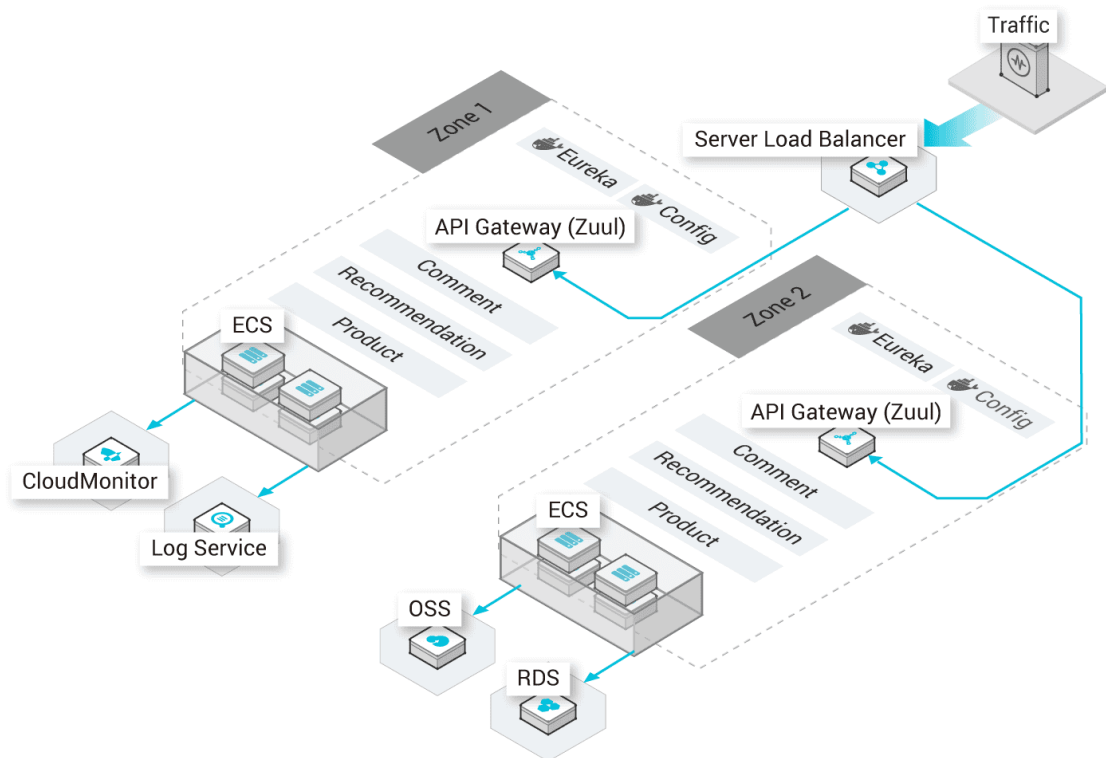 Traffic
Server Load Balancer
Zone 1
Eureka
Config
API Gateway (Zuul)
Comment
Recommendation
Product
ECS
CloudMonitor
Log Service
Zone 2
Eureka
Config
API Gateway (Zuul)
Comment
Recommendation
Product
ECS
OSS
RDS